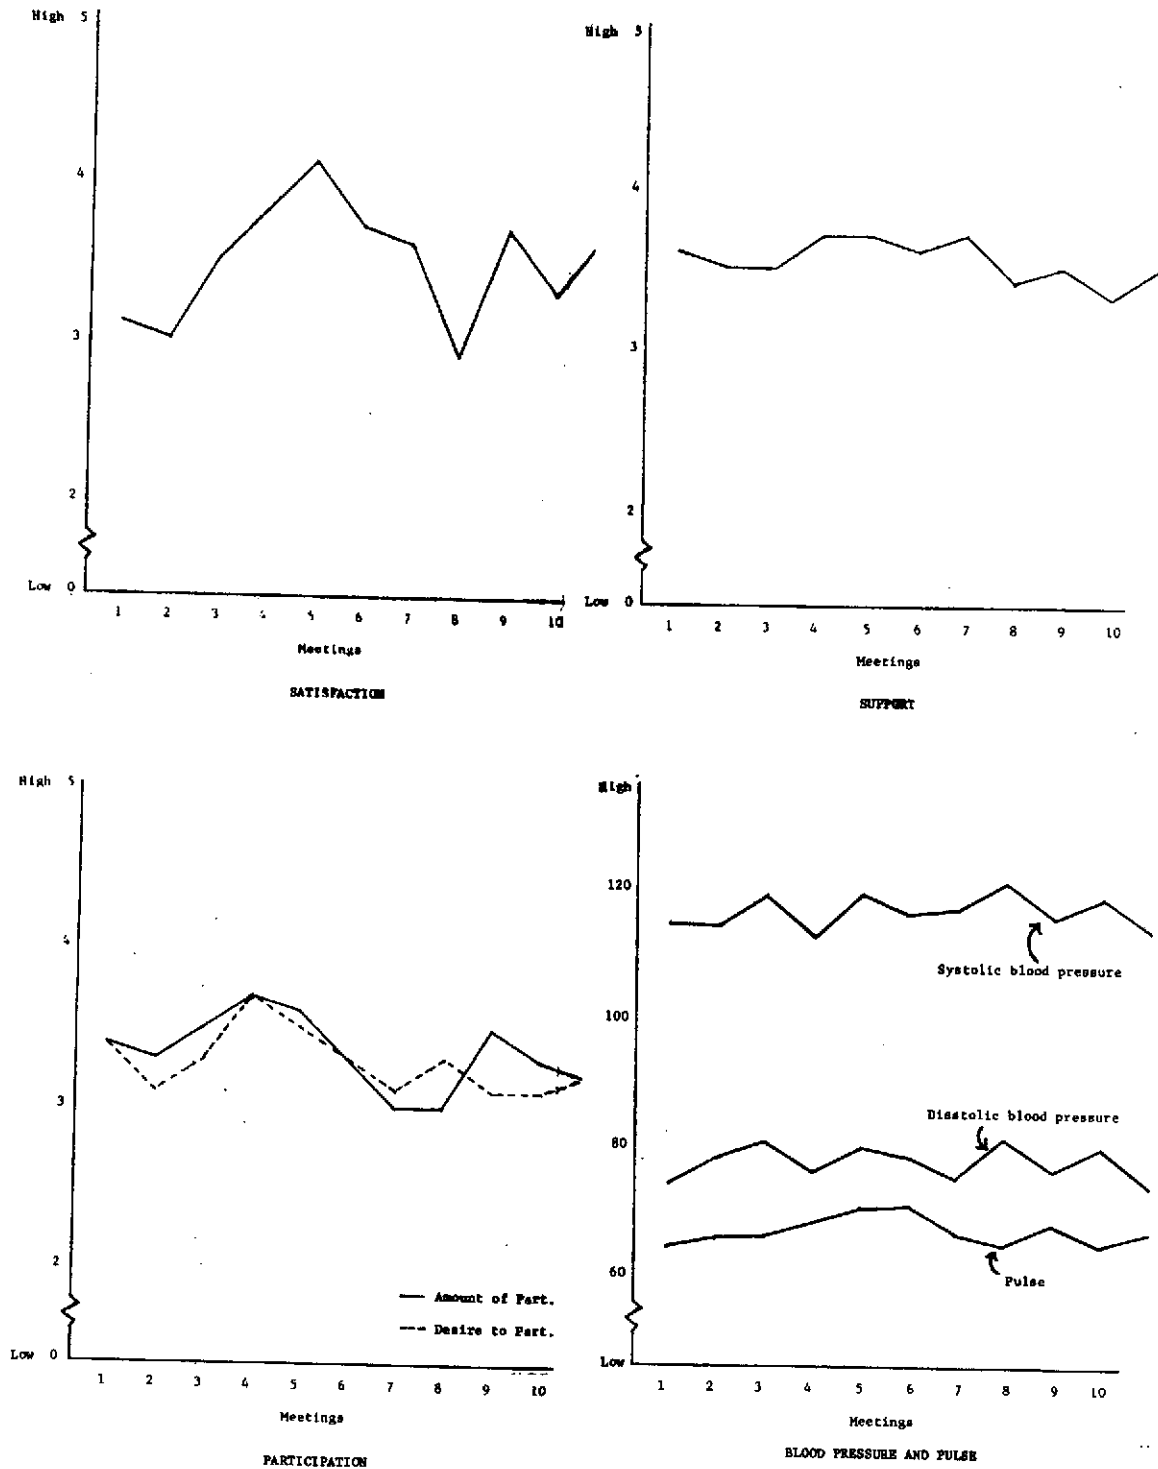 High 5
4
3
2
Low 0
1 2 3 4 5 6 7 8 9 10
Meetings
SATISFACTION
High 5
4
3
2
Low 0
1 2 3 4 5 6 7 8 9 10
Meetings
SUPPORT
High 5
4
3
2
Amount of Part.
Desire to Part.
Low 0
1 2 3 4 5 6 7 8 9 10
Meetings
PARTICIPATION
High
120
Systolic blood pressure
100
Disstolic blood pressure
80
60
Pulse
Low
1 2 3 4 5 6 7 8 9 10
Meetings
BLOOD PRESSURE AND PULSE